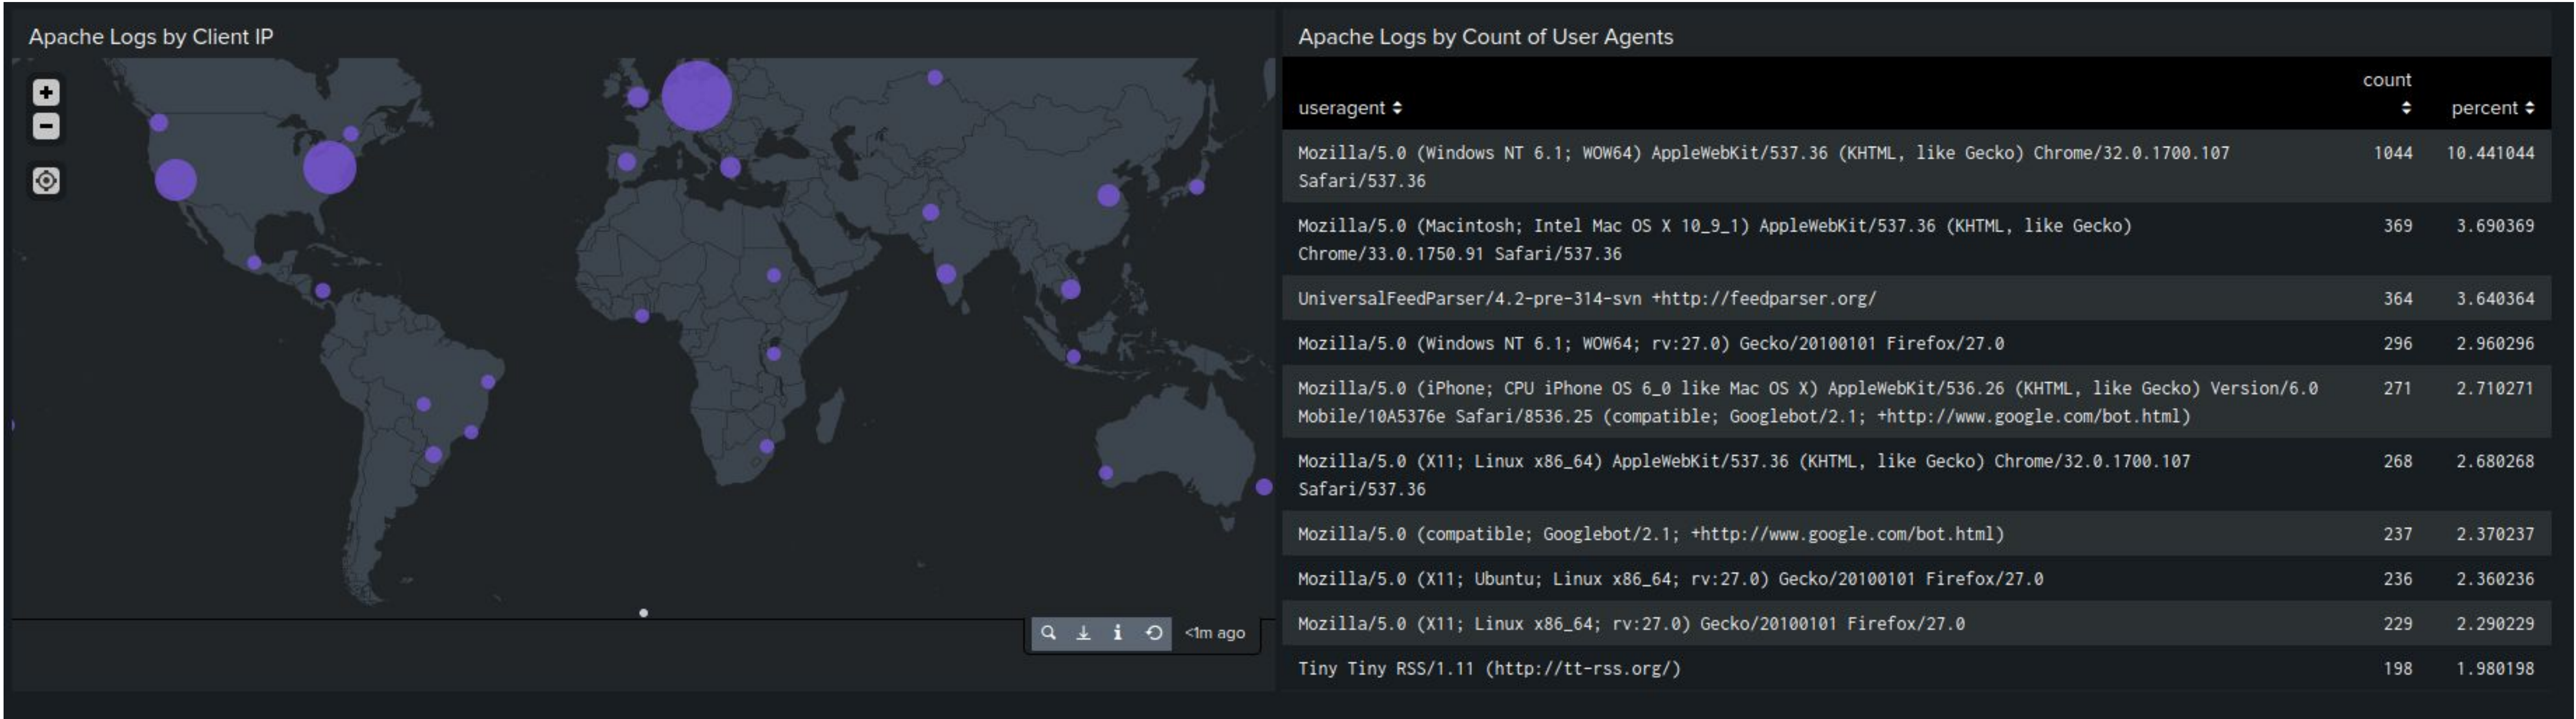 Apache Logs by Client IP
+
−
<1m ago
Apache Logs by Count of User Agents
useragent count percent
Mozilla/5.0 (Windows NT 6.1; WOW64) AppleWebKit/537.36 (KHTML, like Gecko) Chrome/32.0.1700.107 1044 10.441044
Safari/537.36
Mozilla/5.0 (Macintosh; Intel Mac OS X 10_9_1) AppleWebKit/537.36 (KHTML, like Gecko) 369 3.690369
Chrome/33.0.1750.91 Safari/537.36
UniversalFeedParser/4.2-pre-314-svn +http://feedparser.org/ 364 3.640364
Mozilla/5.0 (Windows NT 6.1; WOW64; rv:27.0) Gecko/20100101 Firefox/27.0 296 2.960296
Mozilla/5.0 (iPhone; CPU iPhone OS 6_0 like Mac OS X) AppleWebKit/536.26 (KHTML, like Gecko) Version/6.0 271 2.710271
Mobile/10A5376e Safari/8536.25 (compatible; Googlebot/2.1; +http://www.google.com/bot.html)
Mozilla/5.0 (X11; Linux x86_64) AppleWebKit/537.36 (KHTML, like Gecko) Chrome/32.0.1700.107 268 2.680268
Safari/537.36
Mozilla/5.0 (compatible; Googlebot/2.1; +http://www.google.com/bot.html) 237 2.370237
Mozilla/5.0 (X11; Ubuntu; Linux x86_64; rv:27.0) Gecko/20100101 Firefox/27.0 236 2.360236
Mozilla/5.0 (X11; Linux x86_64; rv:27.0) Gecko/20100101 Firefox/27.0 229 2.290229
Tiny Tiny RSS/1.11 (http://tt-rss.org/) 198 1.980198